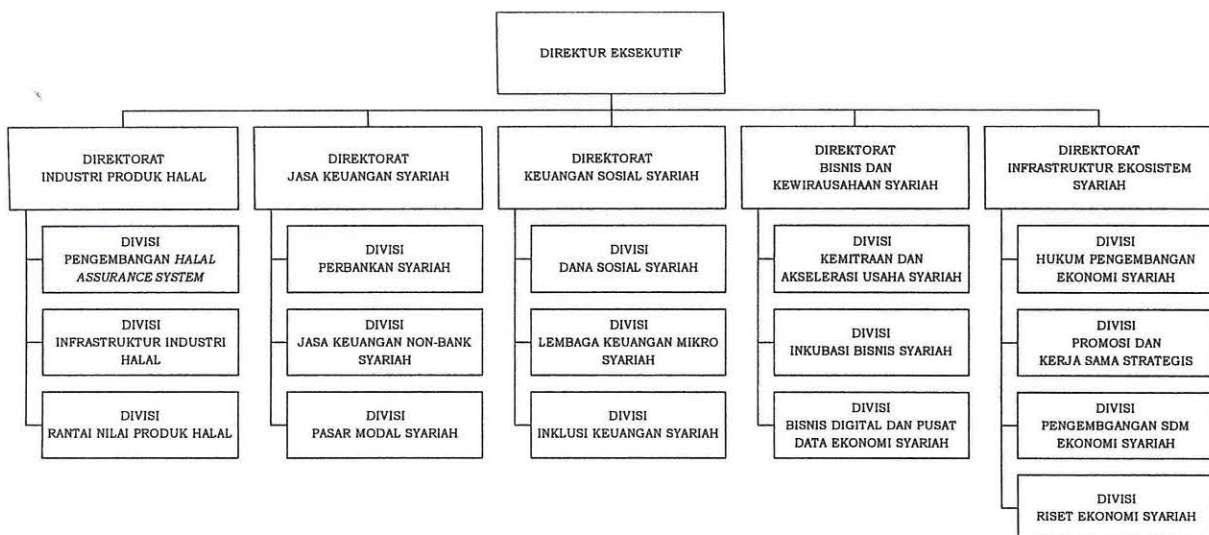 DIREKTUR EKSEKUTIF
DIREKTORAT
INDUSTRI PRODUK HALAL
DIVISI
PENGEMBANGAN HALAL
ASSURANCE SYSTEM
DIVISI
INFRASTRUKTUR INDUSTRI
HALAL
DIVISI
RANTAI NILAI PRODUK HALAL
DIREKTORAT
JASA KEUANGAN SYARIAH
DIVISI
PERBANKAN SYARIAH
DIVISI
JASA KEUANGAN NON-BANK
SYARIAH
DIVISI
PASAR MODAL SYARIAH
DIREKTORAT
KEUANGAN SOSIAL SYARIAH
DIVISI
DANA SOSIAL SYARIAH
DIVISI
LEMBAGA KEUANGAN MIKRO
SYARIAH
DIVISI
INKLUSI KEUANGAN SYARIAH
DIREKTORAT
BISNIS DAN
KEWIRAUSAHAAN SYARIAH
DIVISI
KEMITRAAN DAN
AKSELERASI USAHA SYARIAH
DIVISI
INKUBASI BISNIS SYARIAH
DIVISI
BISNIS DIGITAL DAN PUSAT
DATA EKONOMI SYARIAH
DIREKTORAT
INFRASTRUKTUR EKOSISTEM
SYARIAH
DIVISI
HUKUM PENGEMBANGAN
EKONOMI SYARIAH
DIVISI
PROMOSI DAN
KERJA SAMA STRATEGIS
DIVISI
PENGEMBGANGAN SDM
EKONOMI SYARIAH
DIVISI
RISET EKONOMI SYARIAH